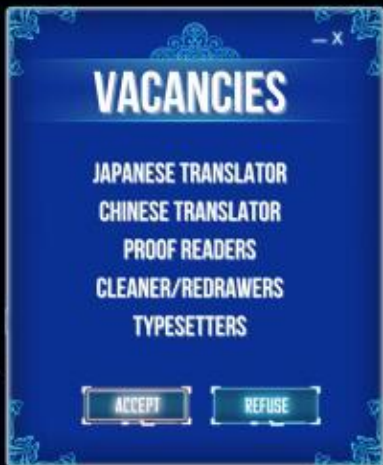 — X
VACANCIES
JAPANESE TRANSLATOR
CHINESE TRANSLATOR
PROOF READERS
CLEANER/REDRAWERS
TYPESETTERS
ACCEPT
REFUSE